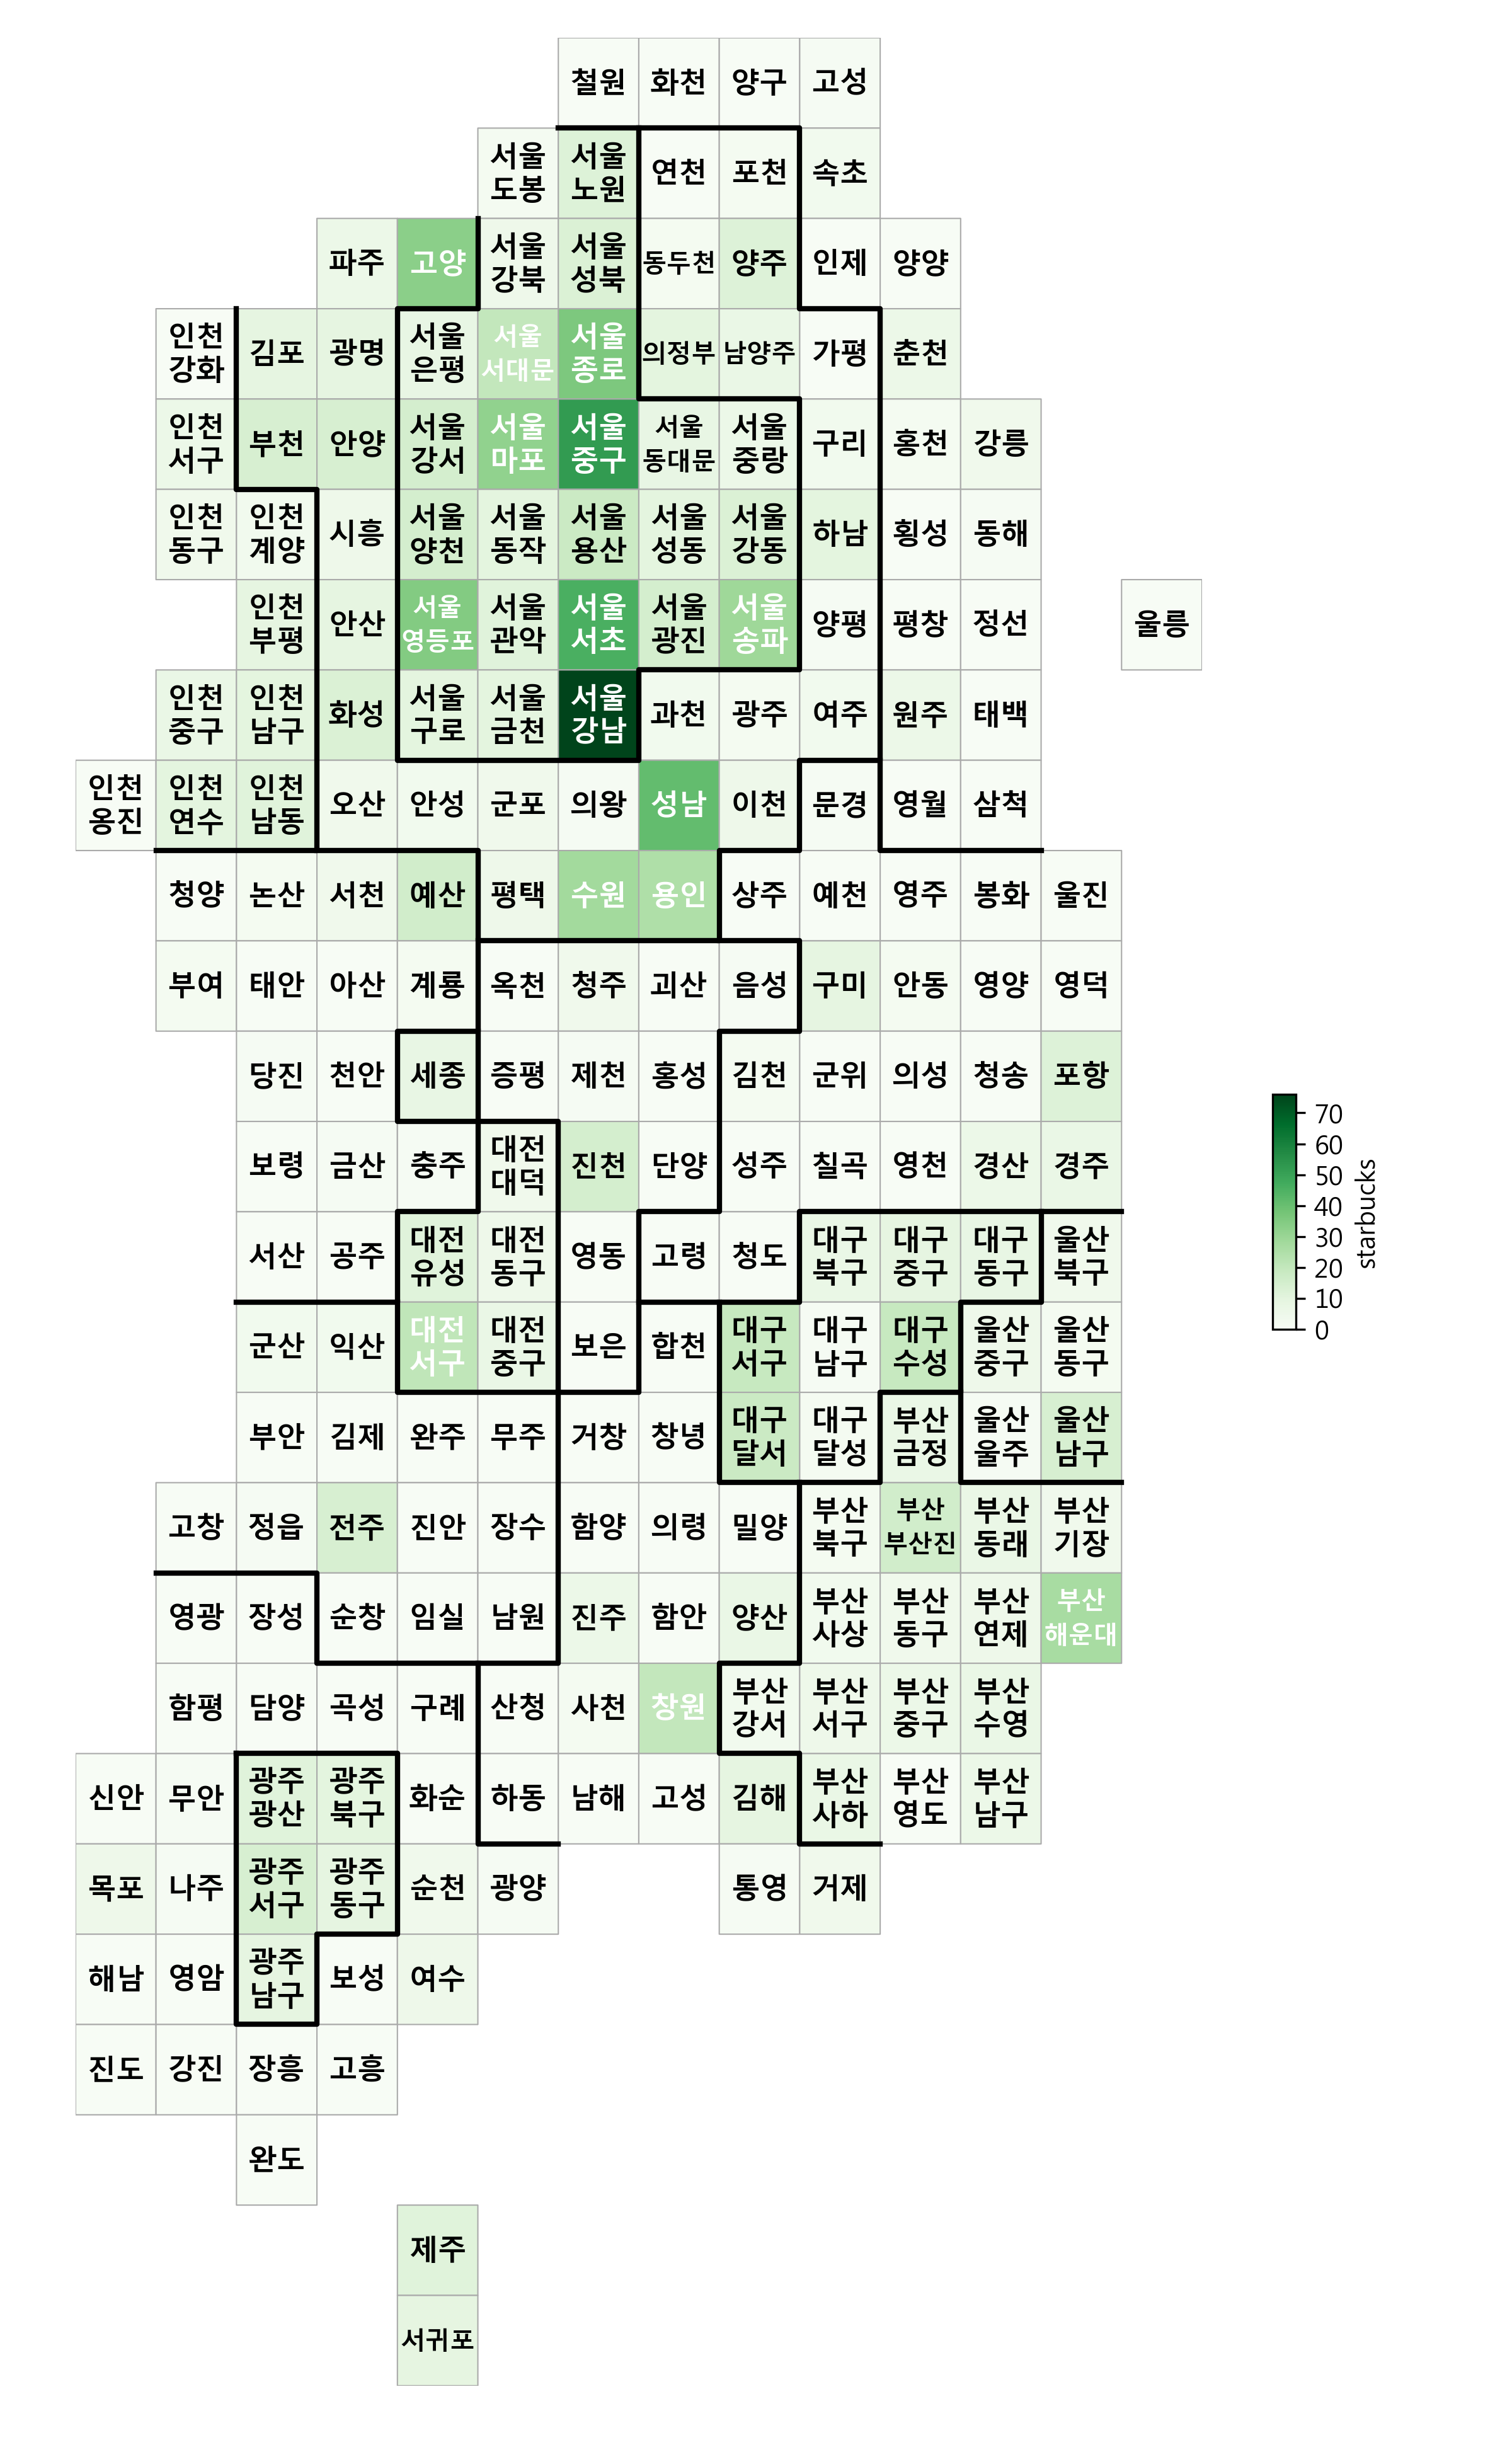 철원 화천 양구 고성
서울 서울 연천 포천 속초
도봉 노원
파주 고양 서울 서울 동두천 양주 인제 양양
강북 성북
인천 김포 광명 서울 서울 서울 의정부 남양주 가평 춘천
강화 은평 서대문 종로
인천 부천 안양 서울 서울 서울 서울 서울 구리 홍천 강릉
서구 강서 마포 중구 동대문 중랑
인천 인천 시흥 서울 서울 서울 서울 서울 하남 횡성 동해
동구 계양 양천 동작 용산 성동 강동
인천 안산 서울 서울 서울 서울 서울 양평 평창 정선 울릉
부평 영등포 관악 서초 광진 송파
인천 인천 화성 서울 서울 서울 과천 광주 여주 원주 태백
중구 남구 구로 금천 강남
인천 인천 인천 오산 안성 군포 의왕 성남 이천 문경 영월 삼척
옹진 연수 남동
청양 논산 서천 예산 평택 수원 용인 상주 예천 영주 봉화 울진
부여 태안 아산 계룡 옥천 청주 괴산 음성 구미 안동 영양 영덕
당진 천안 세종 증평 제천 홍성 김천 군위 의성 청송 포항
보령 금산 충주 대전 진천 단양 성주 칠곡 영천 경산 경주
대덕
서산 공주 대전 대전 영동 고령 청도 대구 대구 대구 울산
유성 동구 북구 중구 동구 북구
군산 익산 대전 대전 보은 합천 대구 대구 대구 울산 울산
서구 중구 서구 남구 수성 중구 동구
부안 김제 완주 무주 거창 창녕 대구 대구 부산 울산 울산
달서 달성 금정 울주 남구
고창 정읍 전주 진안 장수 함양 의령 밀양 부산 부산 부산 부산
북구 부산진 동래 기장
영광 장성 순창 임실 남원 진주 함안 양산 부산 부산 부산 부산
사상 동구 연제 해운대
함평 담양 곡성 구례 산청 사천 창원 부산 부산 부산 부산
강서 서구 중구 수영
신안 무안 광주 광주 화순 하동 남해 고성 김해 부산 부산 부산
광산 북구 사하 영도 남구
목포 나주 광주 광주 순천 광양 통영 거제
서구 동구
해남 영암 광주 보성 여수
남구
진도 강진 장흥 고흥
완도
제주
서귀포
70
60
50
40
30
20
10
0
starbucks